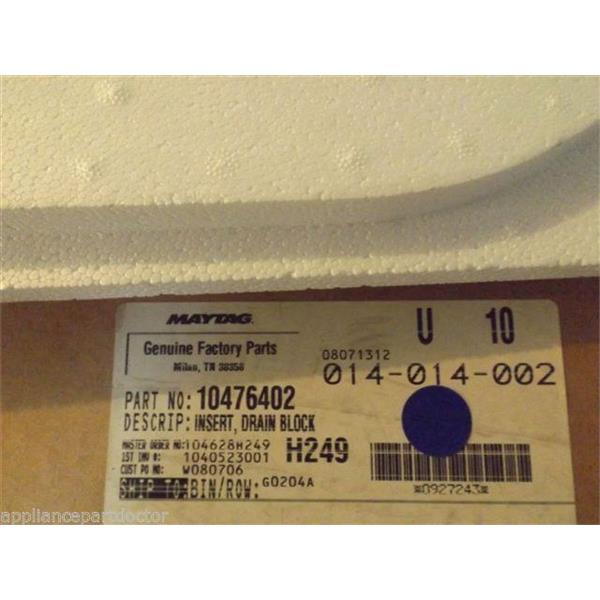 MAYTAG
Genuine Factory Parts
Milan, TN 38358
U 10
08071312
014-014-002
PART NO: 10476402
DESCRIP: INSERT, DRAIN BLOCK
MASTER ORDER NO: 104628H249 H249
1ST INV #: 1040523001
CUST PO NO: W080706
SHIP TO: BIN/ROW: G0204A
*0927243*
appliancepartdoctor